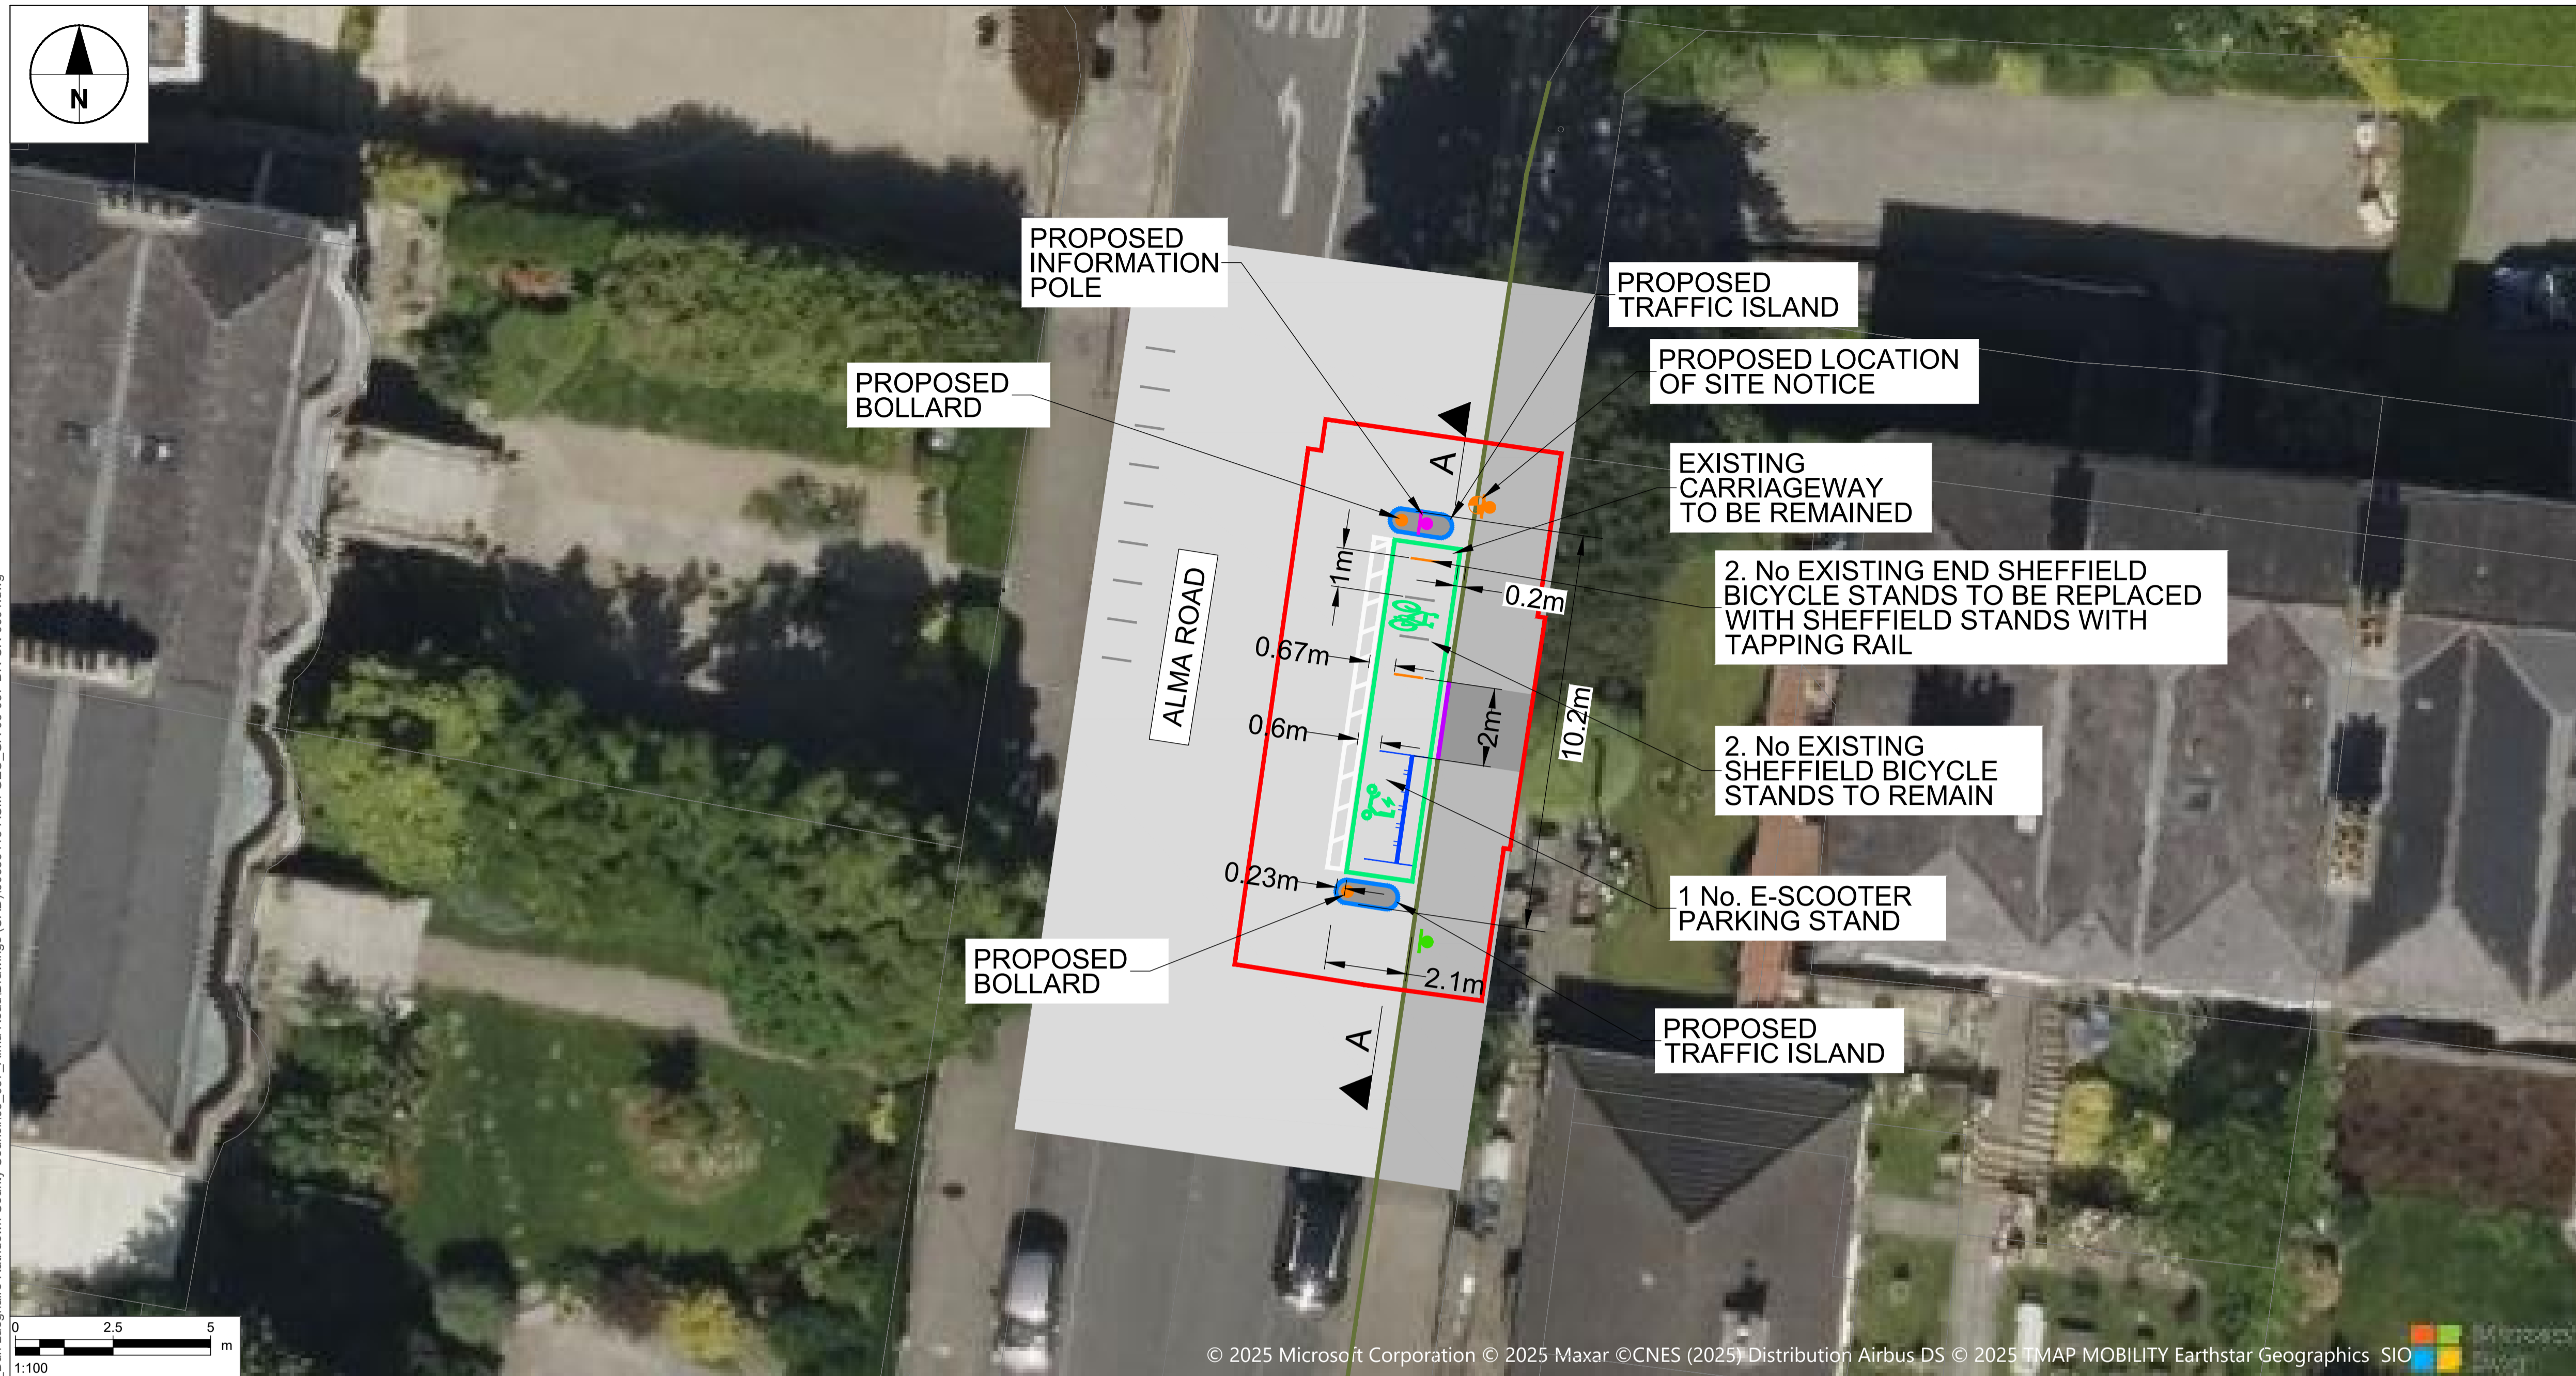 STOP
N
PROPOSED
INFORMATION
POLE
PROPOSED
TRAFFIC ISLAND
PROPOSED LOCATION
OF SITE NOTICE
PROPOSED
BOLLARD
A
EXISTING
CARRIAGEWAY
TO BE REMAINED
1m
0.2m
2. No EXISTING END SHEFFIELD
BICYCLE STANDS TO BE REPLACED
WITH SHEFFIELD STANDS WITH
TAPPING RAIL
ALMA ROAD
0.67m
0.6m
2m
10.2m
2. No EXISTING
SHEFFIELD BICYCLE
STANDS TO REMAIN
0.23m
1 No. E-SCOOTER
PARKING STAND
PROPOSED
BOLLARD
2.1m
A
PROPOSED
TRAFFIC ISLAND
0 2.5 5
m
1:100
© 2025 Microsoft Corporation © 2025 Maxar ©CNES (2025) Distribution Airbus DS © 2025 TMAP MOBILITY Earthstar Geographics SIO
Microsoft